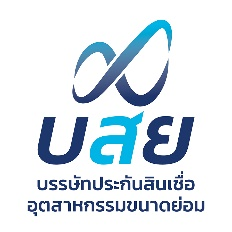 บสย
บรรษัทประกันสินเชื่อ
อุตสาหกรรมขนาดย่อม